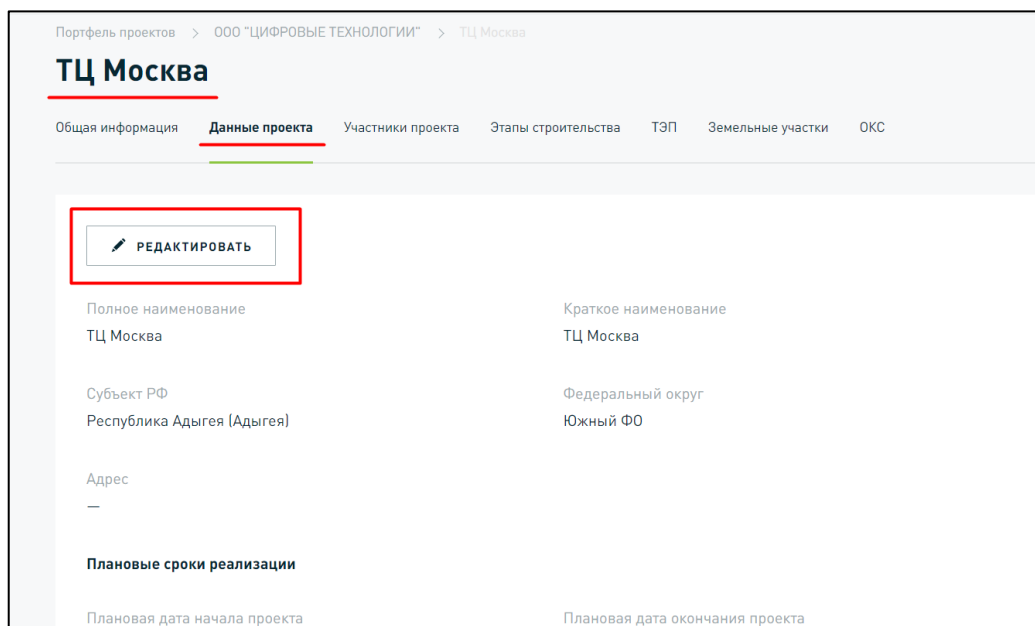 Портфель проектов > ООО "ЦИФРОВЫЕ ТЕХНОЛОГИИ" > ТЦ Москва
ТЦ Москва
Общая информация Данные проекта Участники проекта Этапы строительства ТЭП Земельные участки ОКС
РЕДАКТИРОВАТЬ
Полное наименование Краткое наименование
ТЦ Москва ТЦ Москва
Субъект РФ Федеральный округ
Республика Адыгея (Адыгея) Южный ФО
Адрес
—
Плановые сроки реализации
Плановая дата начала проекта Плановая дата окончания проекта